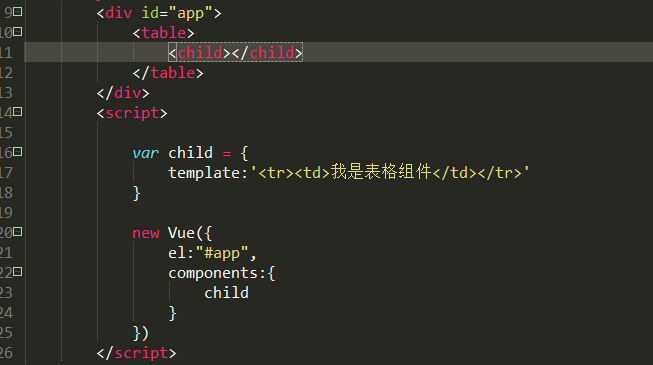 9 <div id="app">
10 <table>
11 <child></child>
12 </table>
13 </div>
14 <script>
15
16 var child = {
17 template:'<tr><td>我是表格组件</td></tr>'
18 }
19
20 new Vue({
21 el:"#app",
22 components:{
23 child
24 }
25 })
26 </script>